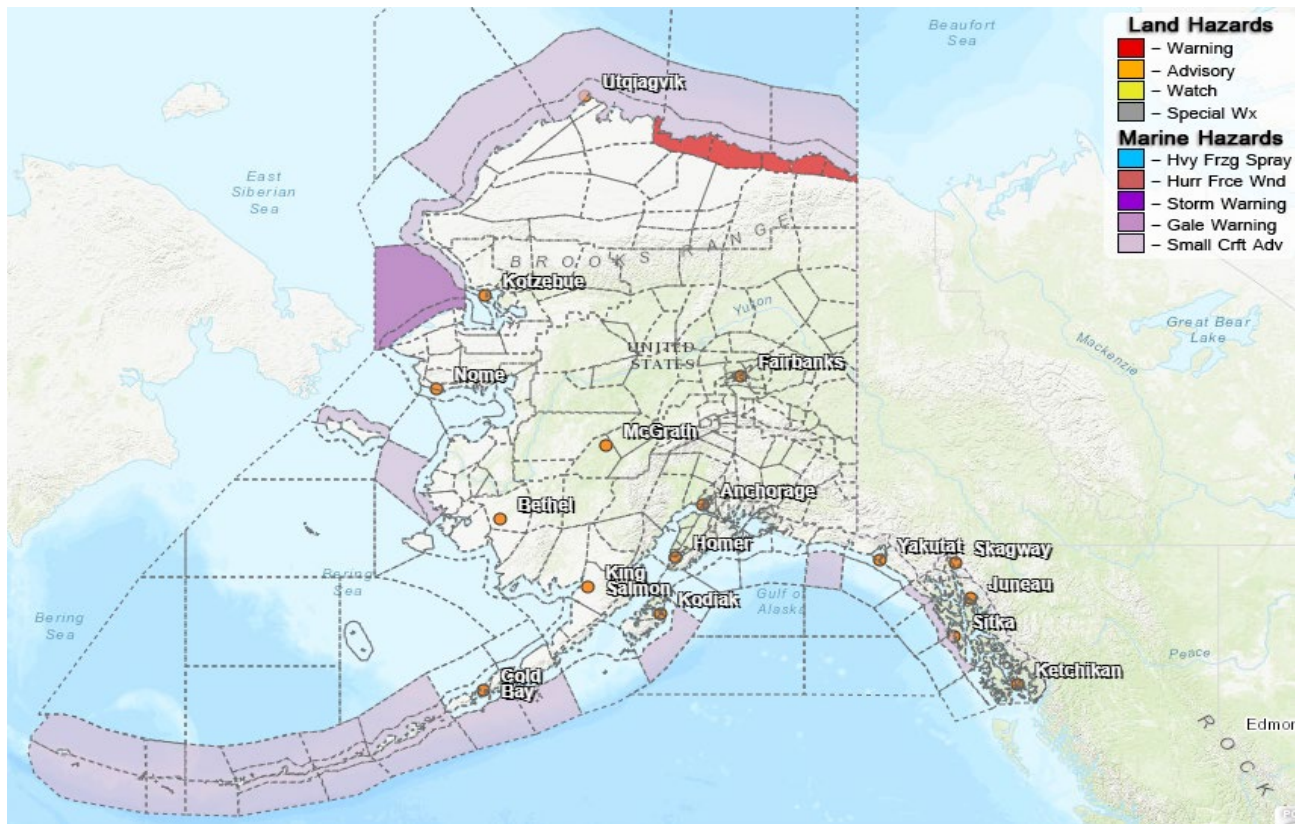 Beaufort
Sea
Land Hazards
– Warning
– Advisory
– Watch
– Special Wx
Marine Hazards
– Hvy Frzg Spray
– Hurr Frce Wnd
– Storm Warning
– Gale Warning
– Small Crft Adv
Utqiagvik
East
Siberian
Sea
BROOKS RANGE
Kotzebue
Yukon
Great Bear
Lake
Mackenzie
UNITED
STATES
Fairbanks
Nome
McGrath
Anchorage
Bethel
Homer
Yakutat
Skagway
Bering
Sea
King
Salmon
Kodiak
Gulf of
Alaska
Juneau
Bering
Sea
Sitka
Peace
Cold
Bay
Ketchikan
Edmon
ROCK